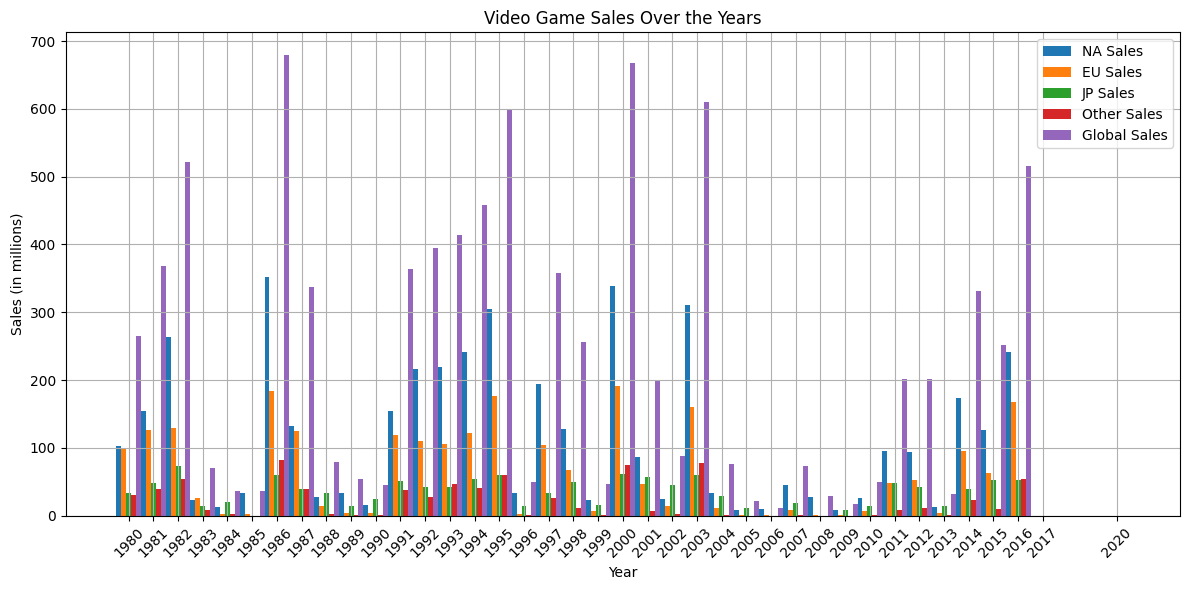 Video Game Sales Over the Years
700
600
500
400
300
200
100
0
Sales (in millions)
NA Sales
EU Sales
JP Sales
Other Sales
Global Sales
1980 1981 1982 1983 1984 1985 1986 1987 1988 1989 1990 1991 1992 1993 1994 1995 1996 1997 1998 1999 2000 2001 2002 2003 2004 2005 2006 2007 2008 2009 2010 2011 2012 2013 2014 2015 2016 2017 2020
Year